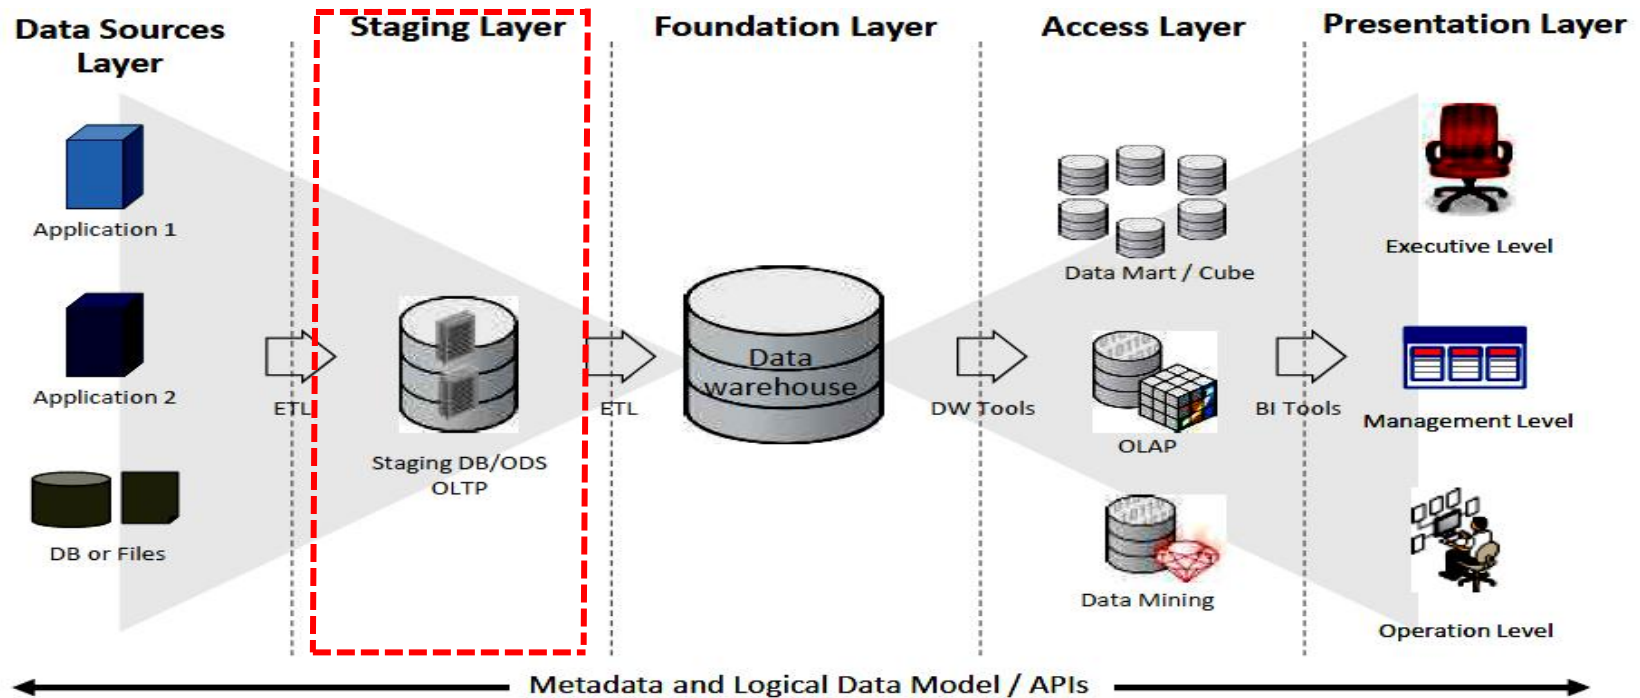 Data Sources
Layer
Staging Layer
Foundation Layer
Access Layer
Presentation Layer
Application 1
Application 2
DB or Files
ETL
Staging DB/ODS
OLTP
ETL
Data
warehouse
DW Tools
Data Mart / Cube
OLAP
Data Mining
BI Tools
Executive Level
Management Level
Operation Level
Metadata and Logical Data Model / APIs